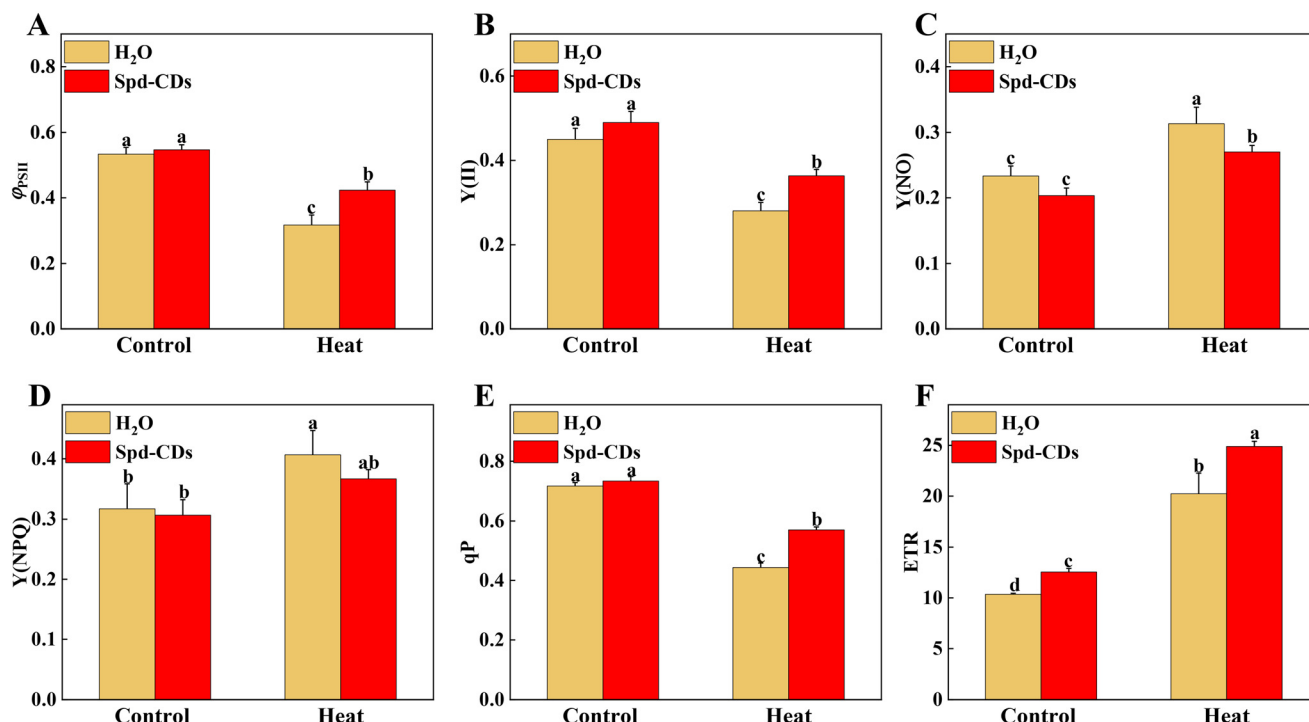 A
H₂O
Spd-CDs
0.8
0.6
0.4
0.2
0.0
φPSII
a
a
c
b
Control
Heat
B
H₂O
Spd-CDs
0.6
0.4
0.2
0.0
Y(II)
a
a
c
b
Control
Heat
C
H₂O
Spd-CDs
0.4
0.3
0.2
0.1
0.0
Y(NO)
c
c
a
b
Control
Heat
D
H₂O
Spd-CDs
0.4
0.3
0.2
0.1
0.0
Y(NPQ)
b
b
a
ab
Control
Heat
E
H₂O
Spd-CDs
0.8
0.6
0.4
0.2
0.0
qP
a
a
c
b
Control
Heat
F
H₂O
Spd-CDs
25
20
15
10
5
0
ETR
d
c
b
a
Control
Heat